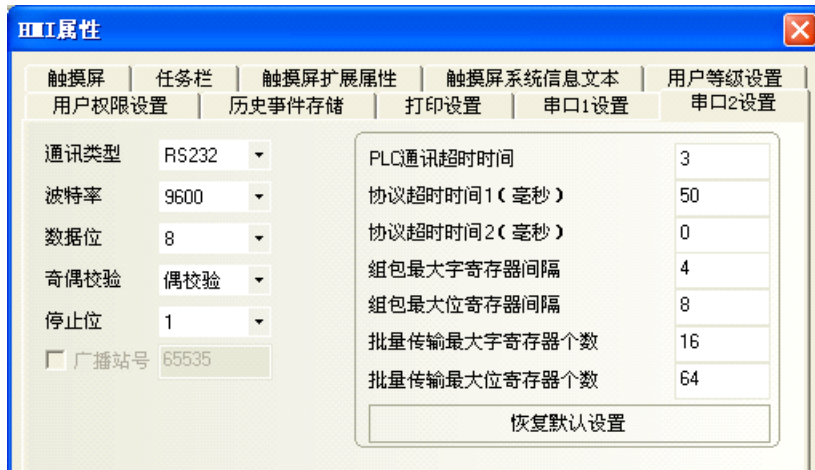 HMI属性
触摸屏 任务栏 触摸屏扩展属性 触摸屏系统信息文本 用户等级设置
用户权限设置 历史事件存储 打印设置 串口1设置 串口2设置
通讯类型 RS232
波特率 9600
数据位 8
奇偶校验 偶校验
停止位 1
广播站号 65535
PLC通讯超时时间 3
协议超时时间1(毫秒) 50
协议超时时间2(毫秒) 0
组包最大字寄存器间隔 4
组包最大位寄存器间隔 8
批量传输最大字寄存器个数 16
批量传输最大位寄存器个数 64
恢复默认设置